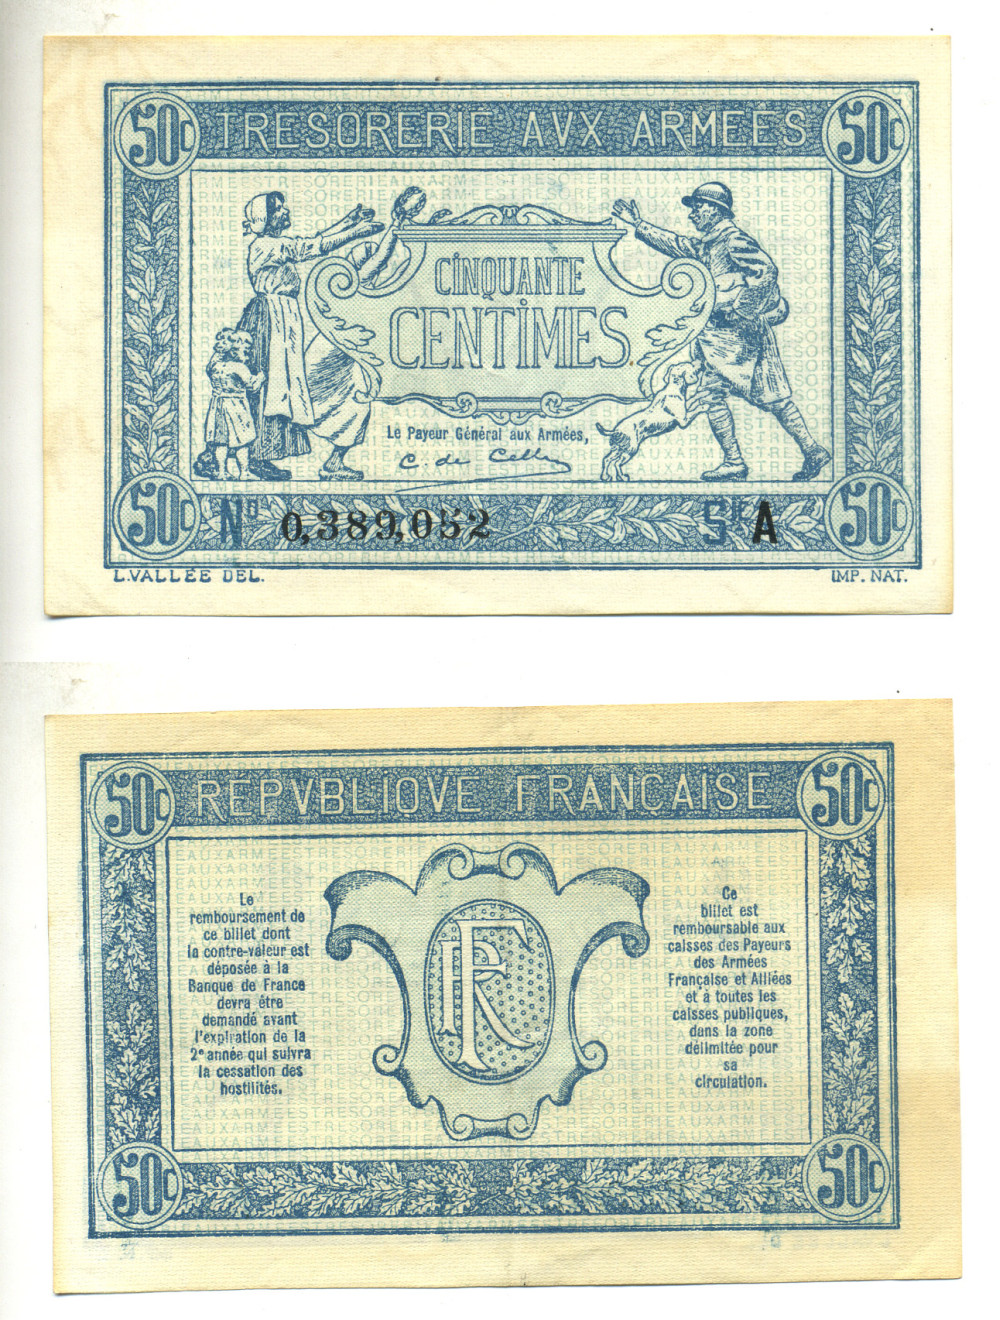 50c TRESORERIE AVX ARMEES 50c
CINQUANTE
CENTIMES
Le Payeur Général aux Armées,
50c No 0,389,052 SIE A 50c
L.VALLÉE DEL. IMP. NAT.
50c REPVBLIQVE FRANÇAISE 50c
Le
remboursement de
ce billet dont
la contre-valeur est
déposée à la
Banque de France
devra être
demandé avant
l'expiration de la
2e année qui suivra
la cessation des
hostilités.
RF
Ce
billet est
remboursable aux
caisses des Payeurs
des Armées
Française et Alliées
et à toutes les
caisses publiques,
dans la zone
délimitée pour
sa
circulation.
50c 50c